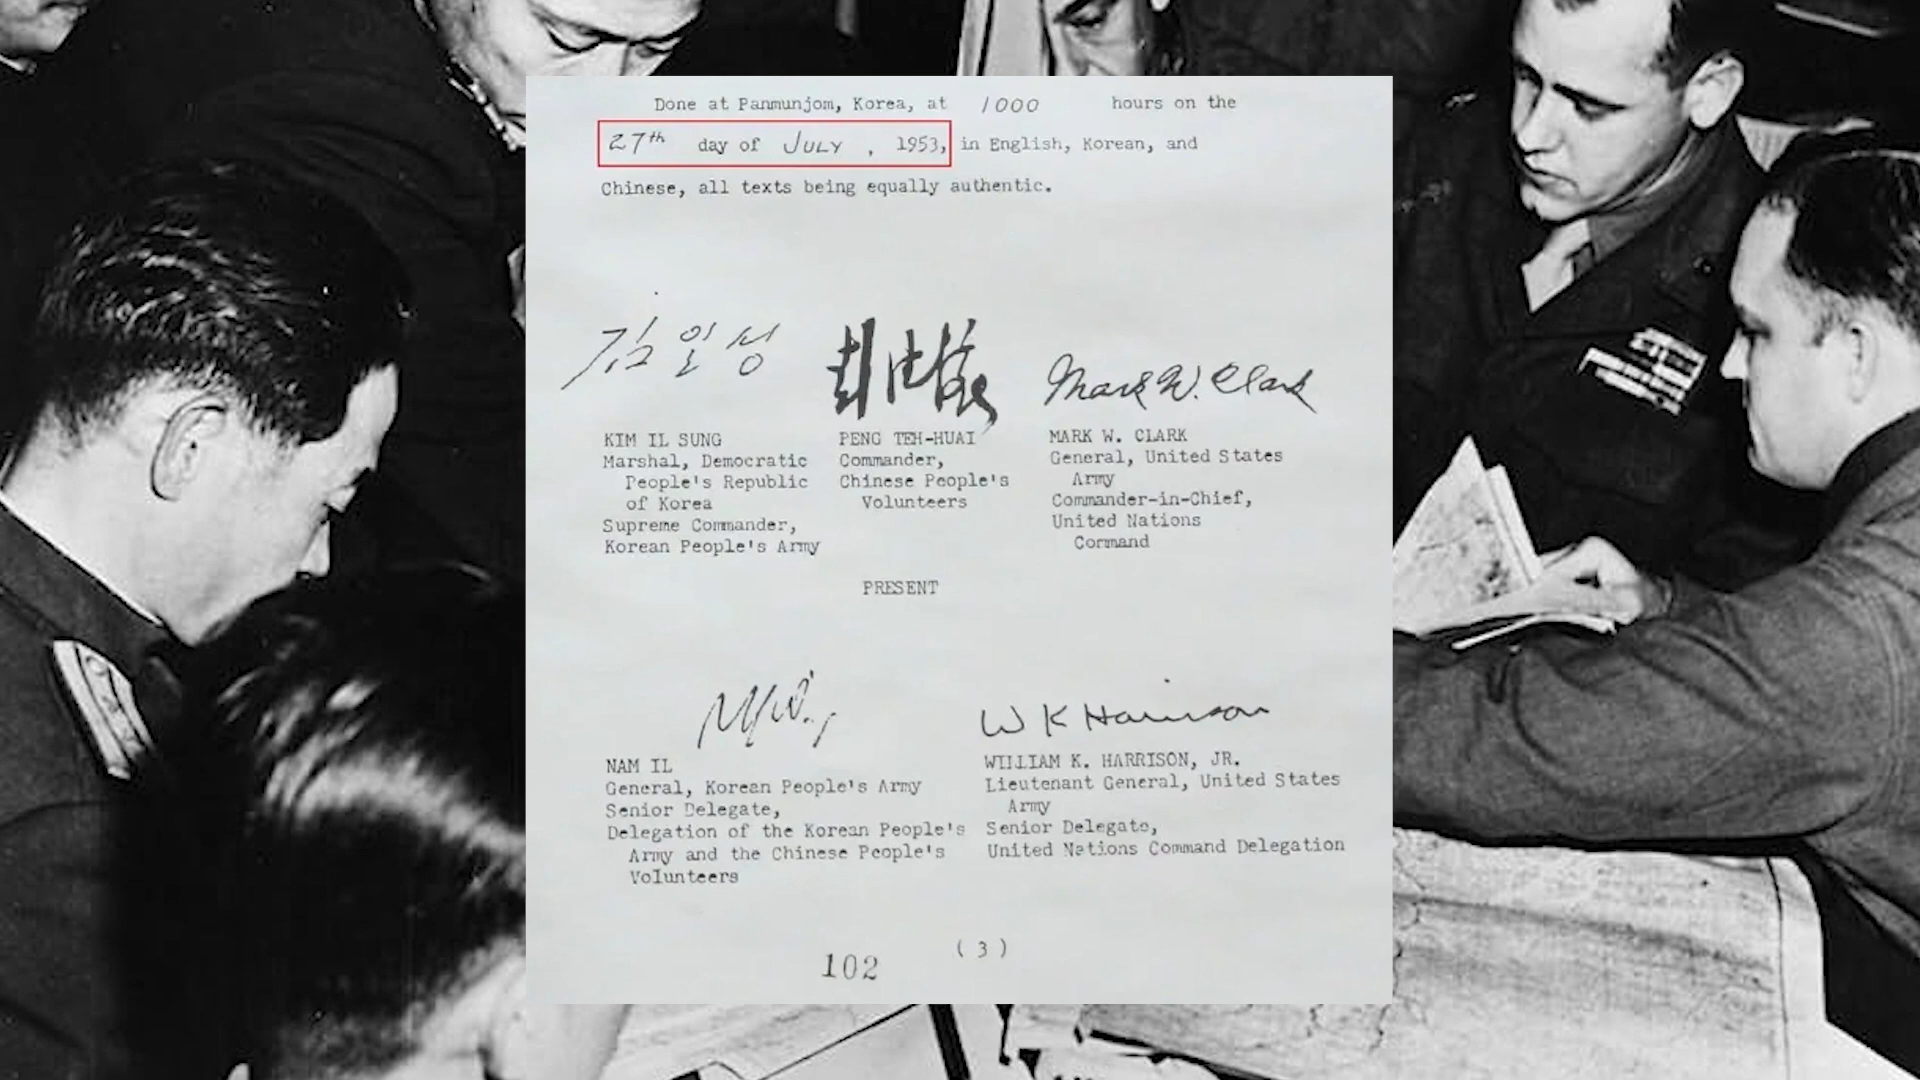 Done at Panmunjom, Korea, at 1000 hours on the
27th day of JULY, 1953, in English, Korean, and
Chinese, all texts being equally authentic.
김일성
彭德懷
Mark W. Clark
KIM IL SUNG
Marshal, Democratic
People's Republic
of Korea
Supreme Commander,
Korean People's Army
PENG TEH-HUAI
Commander,
Chinese People's
Volunteers
MARK W. CLARK
General, United States
Army
Commander-in-Chief,
United Nations
Command
PRESENT
W K Harrison
NAM IL
General, Korean People's Army
Senior Delegate,
Delegation of the Korean People's
Army and the Chinese People's
Volunteers
WILLIAM K. HARRISON, JR.
Lieutenant General, United States
Army
Senior Delegate,
United Nations Command Delegation
(3)
102